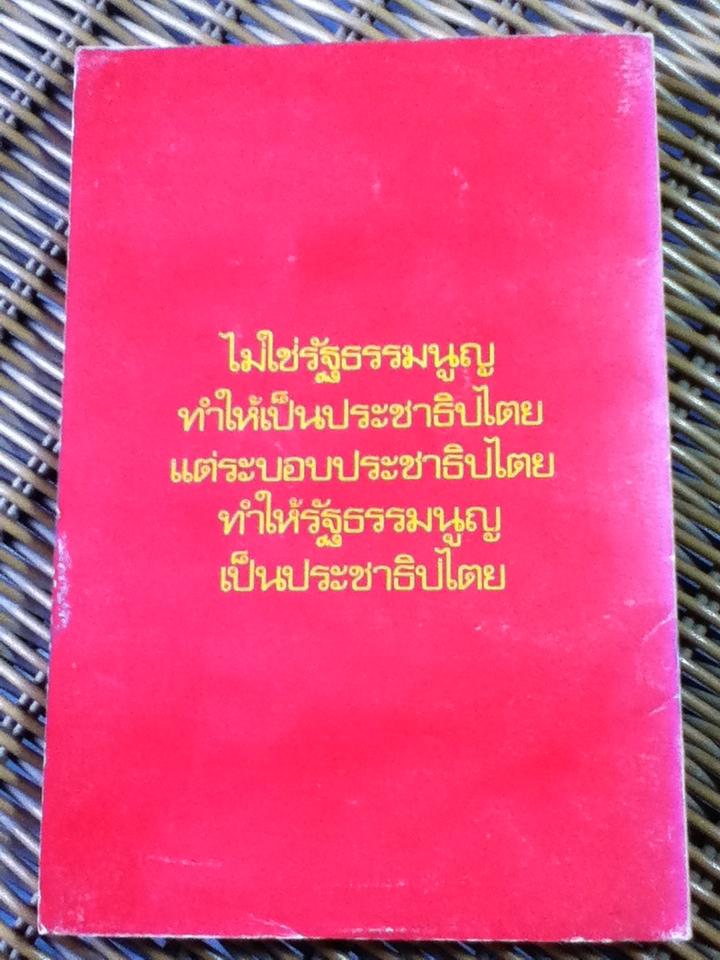 ไม่ใช่รัฐธรรมนูญ
ทำให้เป็นประชาธิปไตย
แต่ระบอบประชาธิปไตย
ทำให้รัฐธรรมนูญ
เป็นประชาธิปไตย